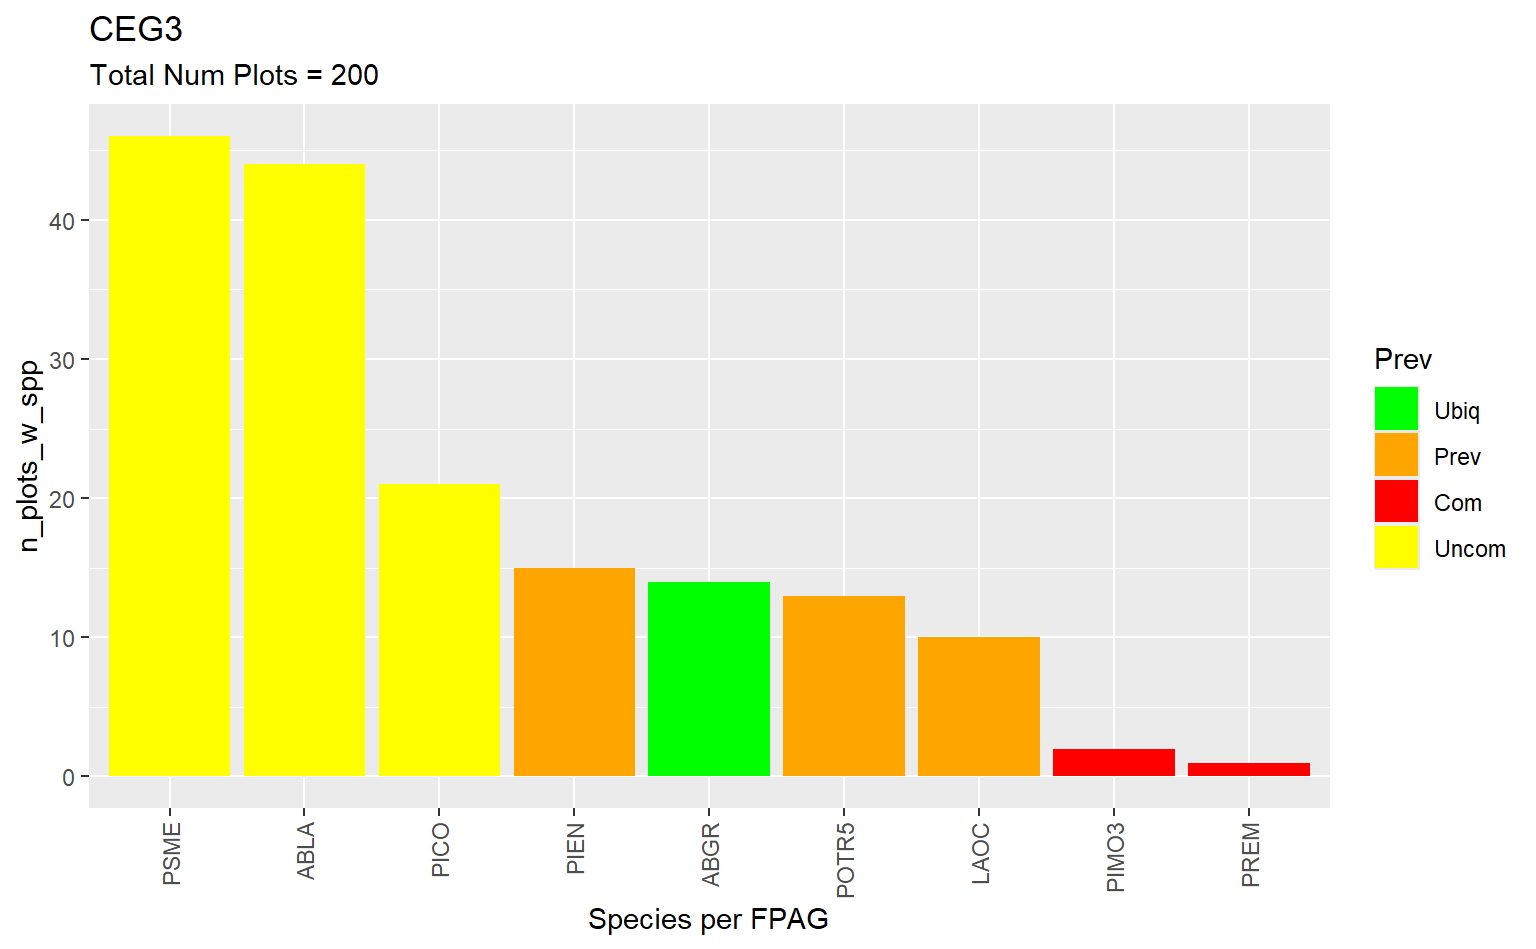 CEG3
Total Num Plots = 200
n_plots_w_spp
40
30
20
10
0
PSME
ABLA
PICO
PIEN
ABGR
POTR5
LAOC
PIMO3
PREM
Species per FPAG
Prev
Ubiq
Prev
Com
Uncom